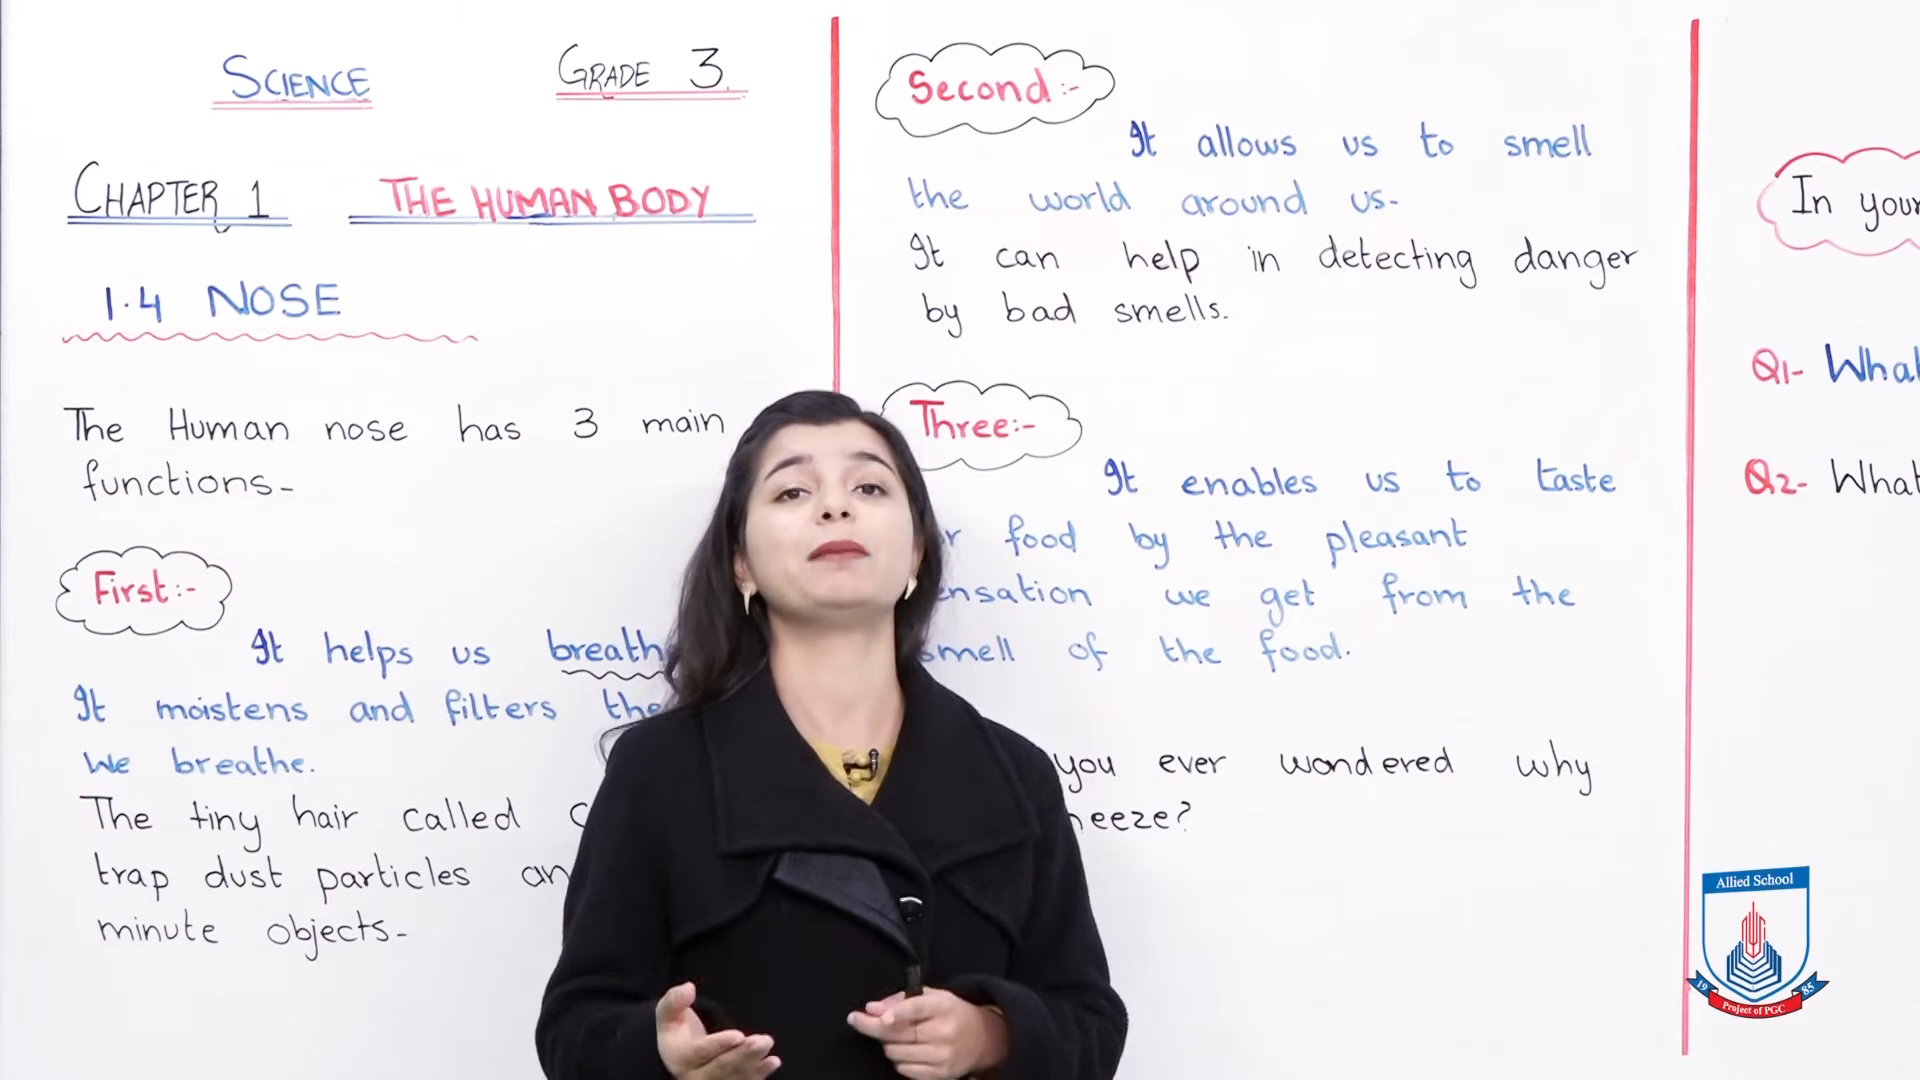 SCIENCE GRADE 3.
CHAPTER 1 THE HUMAN BODY
1.4 NOSE
The Human nose has 3 main
functions-
First:-
It helps us
It moistens and filters
We breathe.
The tiny hair called
trap dust particles
minute objects-
Second:-
It allows us to smell
the world around us-
It can help in detecting danger
by bad smells.
Three:-
It enables us to taste
food by the pleasant
we get from the
smell of the food.
you ever wondered why
In your
Q1-
Q2- What
Allied School
19 85
Project of PGC